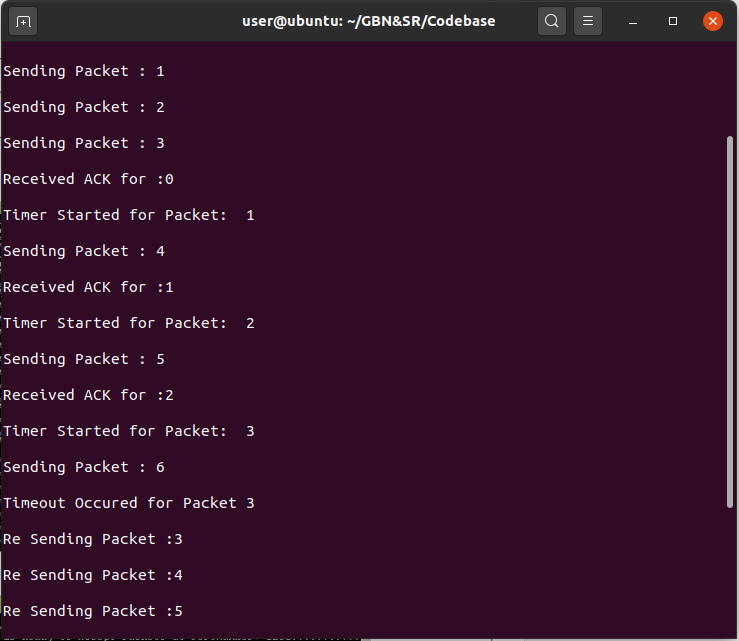 user@ubuntu: ~/GBN&SR/Codebase
Sending Packet : 1
Sending Packet : 2
Sending Packet : 3
Received ACK for :0
Timer Started for Packet:  1
Sending Packet : 4
Received ACK for :1
Timer Started for Packet:  2
Sending Packet : 5
Received ACK for :2
Timer Started for Packet:  3
Sending Packet : 6
Timeout Occured for Packet 3
Re Sending Packet :3
Re Sending Packet :4
Re Sending Packet :5